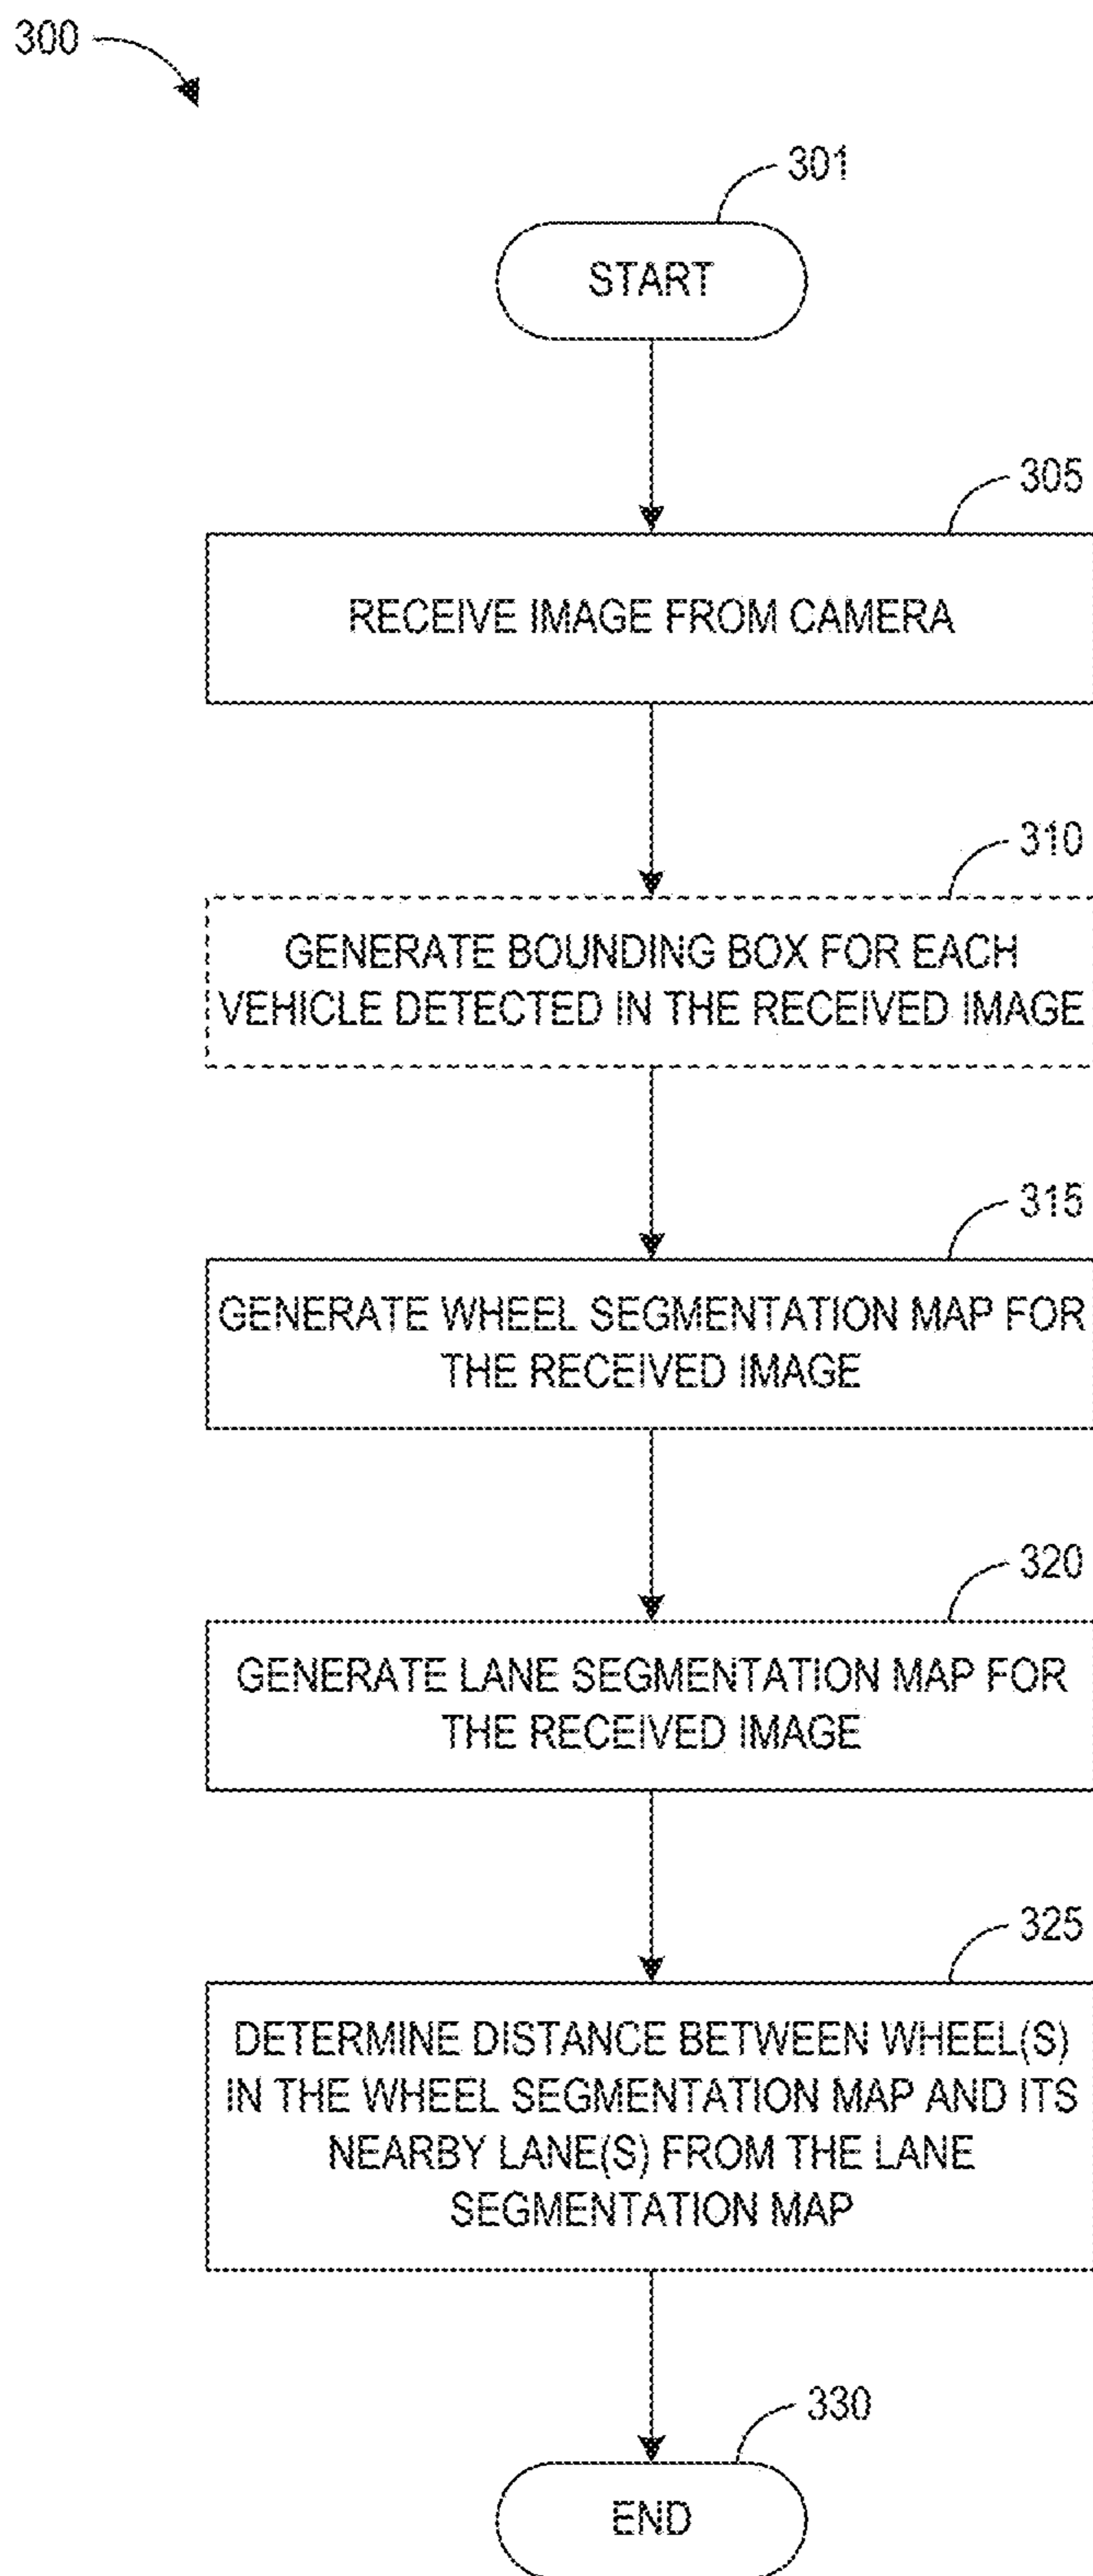 300
301
START
305
RECEIVE IMAGE FROM CAMERA
310
GENERATE BOUNDING BOX FOR EACH
VEHICLE DETECTED IN THE RECEIVED IMAGE
315
GENERATE WHEEL SEGMENTATION MAP FOR
THE RECEIVED IMAGE
320
GENERATE LANE SEGMENTATION MAP FOR
THE RECEIVED IMAGE
325
DETERMINE DISTANCE BETWEEN WHEEL(S)
IN THE WHEEL SEGMENTATION MAP AND ITS
NEARBY LANE(S) FROM THE LANE
SEGMENTATION MAP
330
END